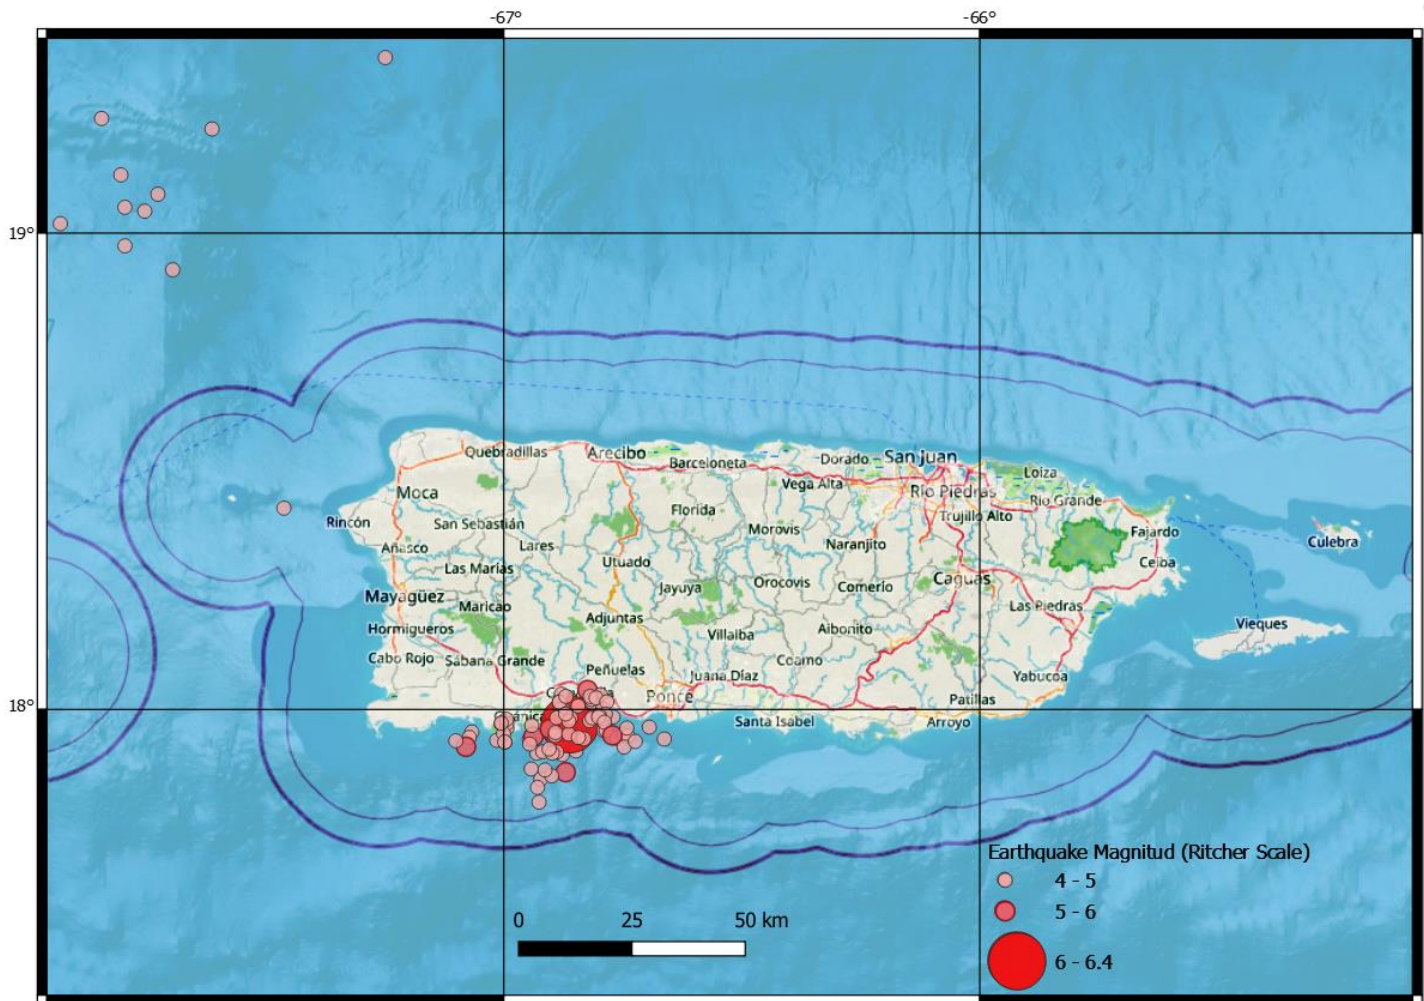 -67°
-66°
19°
18°
Quebradillas
Arecibo
Barceloneta
Dorado
San Juan
Vega Alta
Loiza
Moca
Río Piedras
Río Grande
Rincón
San Sebastián
Florida
Morovis
Trujillo Alto
Fajardo
Culebra
Añasco
Lares
Naranjito
Las Marías
Utuado
Ceiba
Mayagüez
Maricao
Jayuya
Orocovis
Comerío
Caguas
Las Piedras
Hormigueros
Adjuntas
Villalba
Aibonito
Vieques
Cabo Rojo
Sabana Grande
Peñuelas
Juana Díaz
Coamo
Yabucoa
Ponce
Patillas
Santa Isabel
Arroyo
Earthquake Magnitud (Ritcher Scale)
4 - 5
5 - 6
6 - 6.4
0 25 50 km